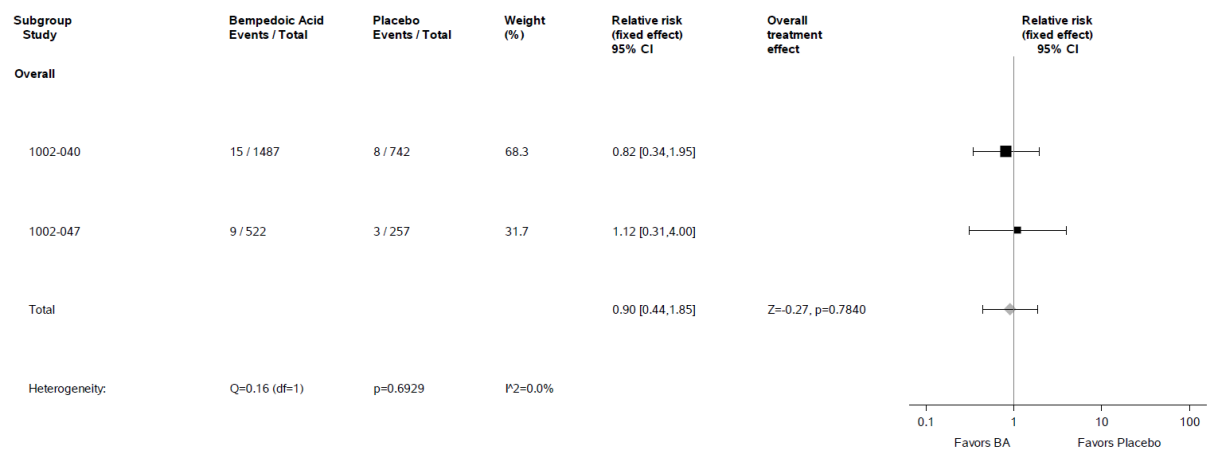 Subgroup Bempedoic Acid Placebo Weight Relative risk Overall Relative risk
Study Events / Total Events / Total (%) (fixed effect) treatment (fixed effect)
95% CI effect 95% CI
Overall
1002-040 15 / 1487 8 / 742 68.3 0.82 [0.34,1.95]
1002-047 9 / 522 3 / 257 31.7 1.12 [0.31,4.00]
Total 0.90 [0.44,1.85] Z=-0.27, p=0.7840
Heterogeneity: Q=0.16 (df=1) p=0.6929 I^2=0.0%
0.1 1 10 100
Favors BA Favors Placebo